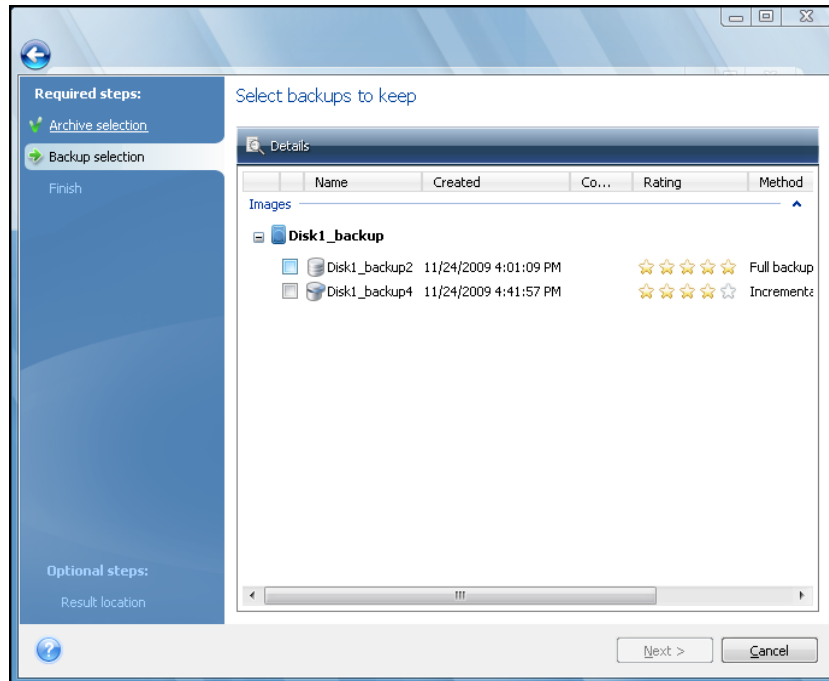 Required steps:
Archive selection
Backup selection
Finish
Optional steps:
Result location
Select backups to keep
Details
Name Created Co... Rating Method
Images
Disk1_backup
Disk1_backup2 11/24/2009 4:01:09 PM Full backup
Disk1_backup4 11/24/2009 4:41:57 PM Incrementa
Next >
Cancel